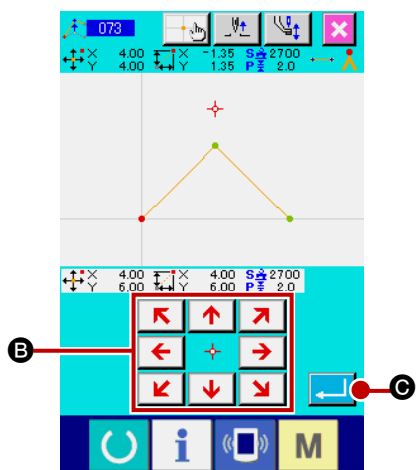 073
X 4.00 X -1.35 S 2700
Y 4.00 Y 1.35 P 2.0
X 4.00 X 4.00 S 2700
Y 6.00 Y 6.00 P 2.0
B
C
i M